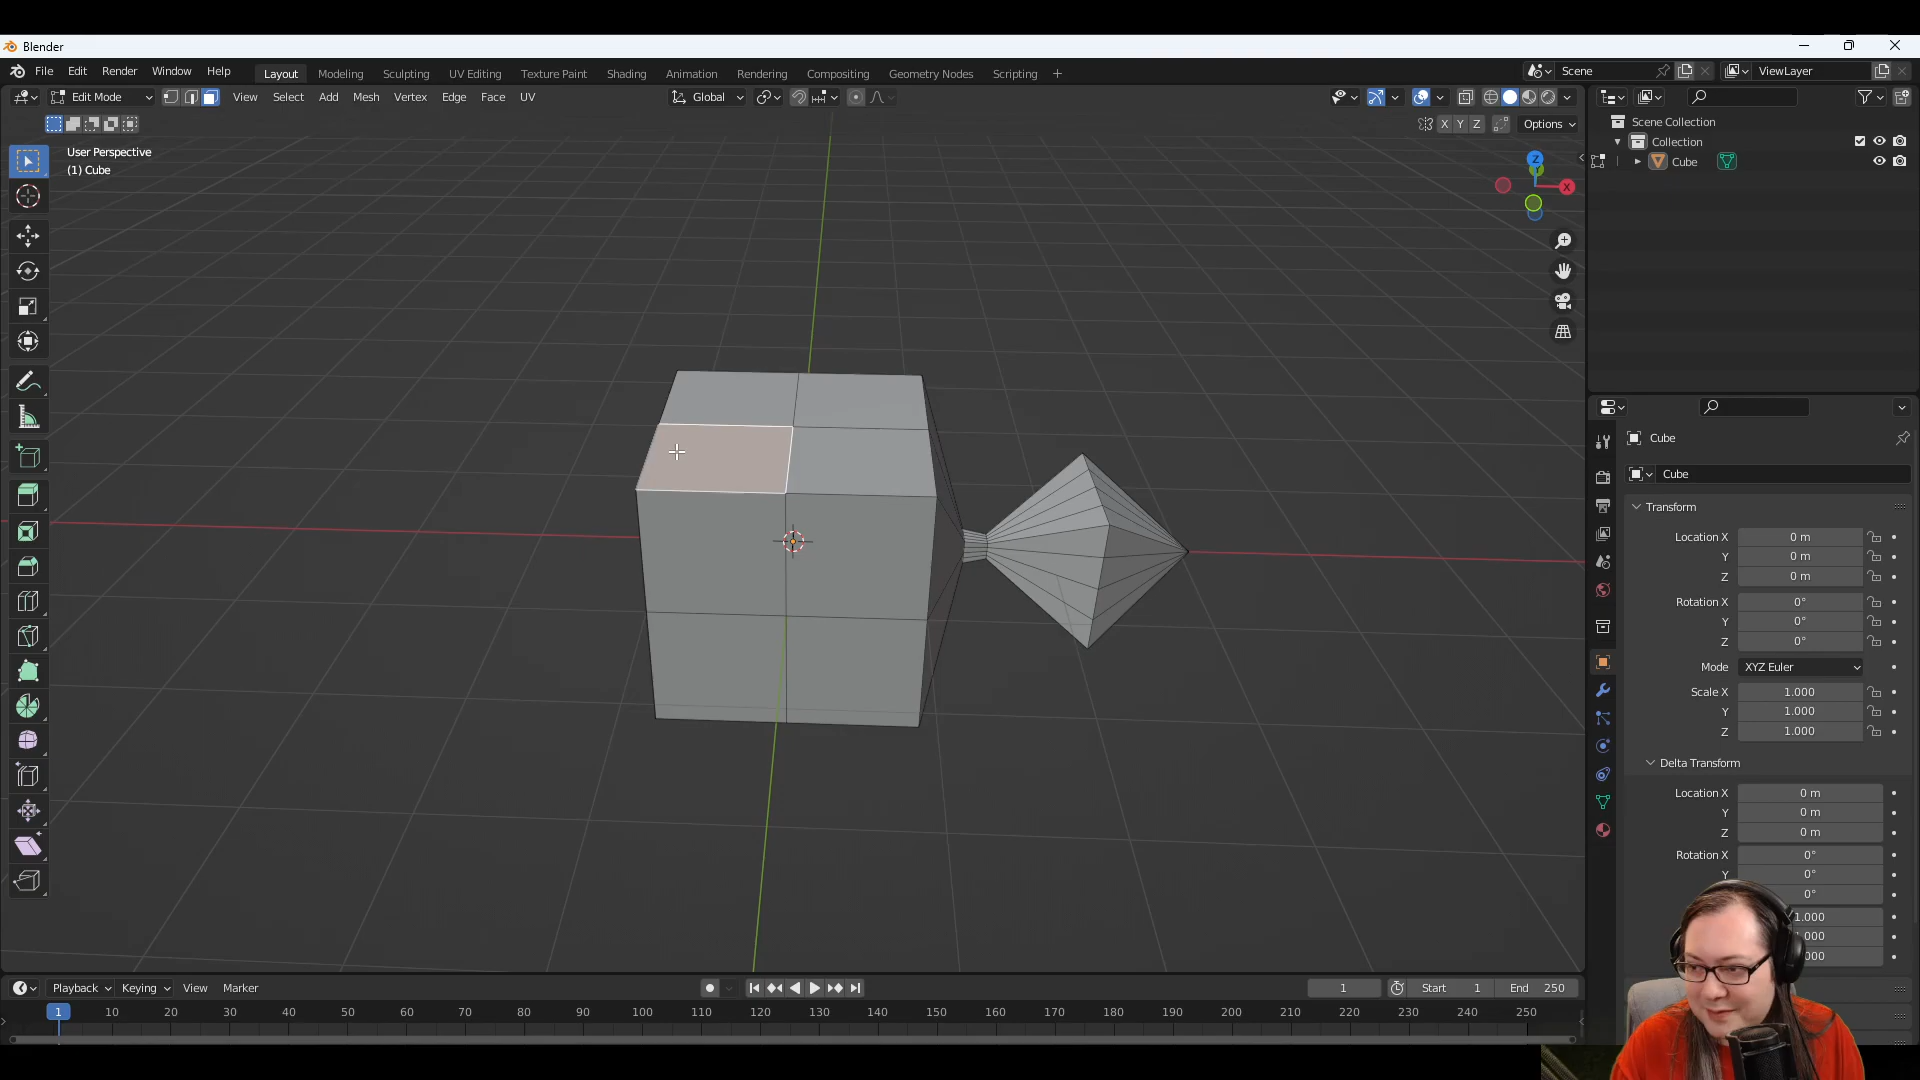 Blender
File Edit Render Window Help
Layout Modeling Sculpting UV Editing Texture Paint Shading Animation Rendering Compositing Geometry Nodes Scripting +
Scene
ViewLayer
Edit Mode View Select Add Mesh Vertex Edge Face UV
Global
X Y Z
Options
User Perspective
(1) Cube
Z
X
Scene Collection
Collection
Cube
Cube
Cube
Transform
Location X 0 m
Y 0 m
Z 0 m
Rotation X 0°
Y 0°
Z 0°
Mode XYZ Euler
Scale X 1.000
Y 1.000
Z 1.000
Delta Transform
Location X 0 m
Y 0 m
Z 0 m
Rotation X 0°
Y 0°
0°
1.000
.000
000
Playback Keying View Marker
1
Start 1 End 250
1 10 20 30 40 50 60 70 80 90 100 110 120 130 140 150 160 170 180 190 200 210 220 230 240 250